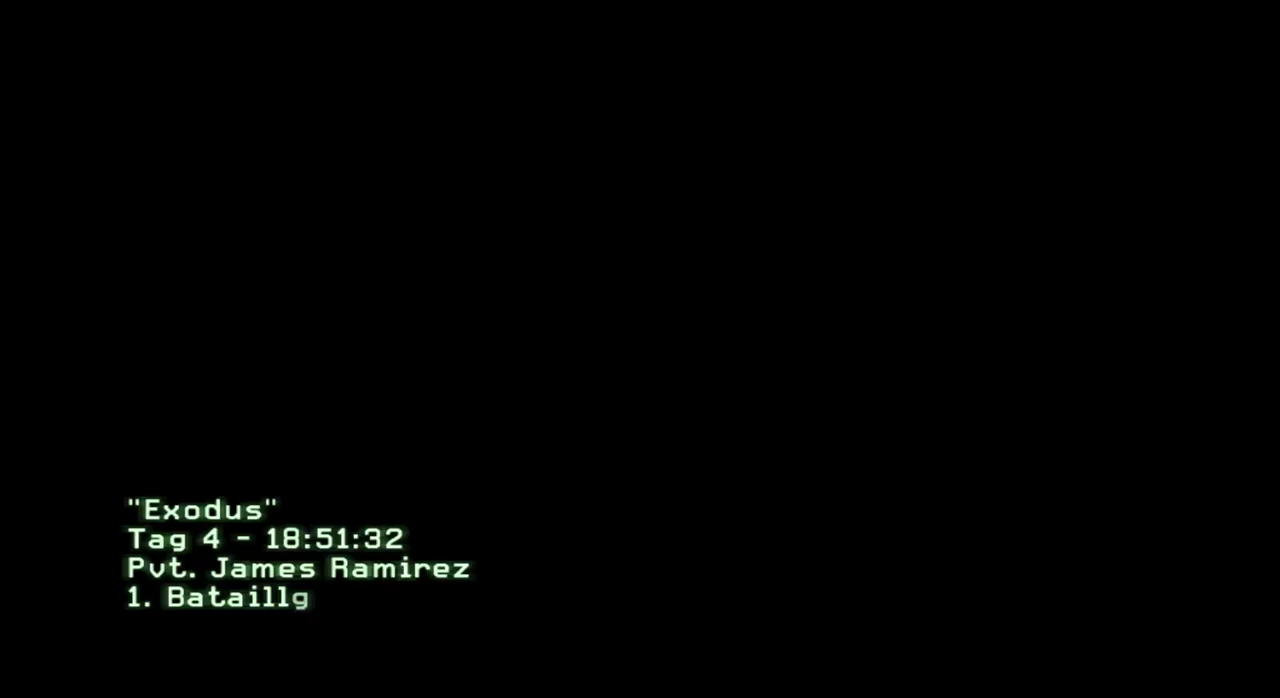 "Exodus"
Tag 4 - 18:51:32
Pvt. James Ramirez
1. Bataillg